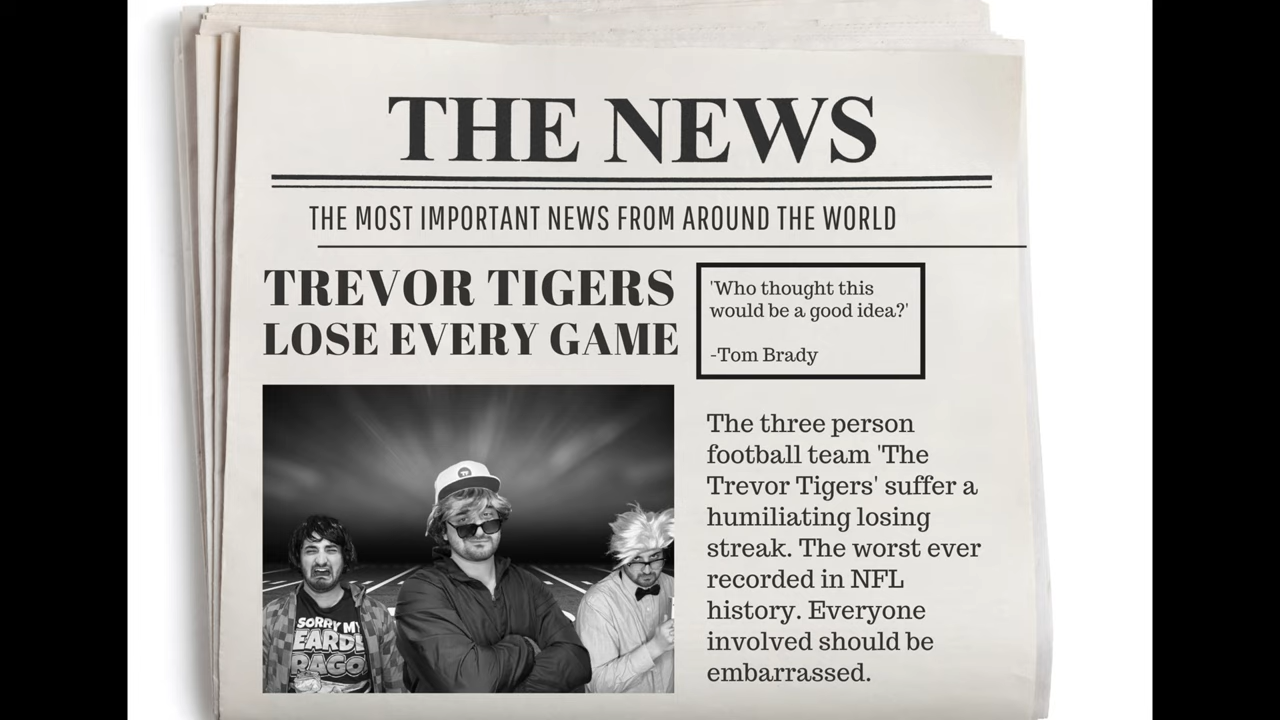 THE NEWS
THE MOST IMPORTANT NEWS FROM AROUND THE WORLD
TREVOR TIGERS
LOSE EVERY GAME
'Who thought this
would be a good idea?'
-Tom Brady
SORRY MY
The three person
football team 'The
Trevor Tigers' suffer a
humiliating losing
streak. The worst ever
recorded in NFL
history. Everyone
involved should be
embarrassed.